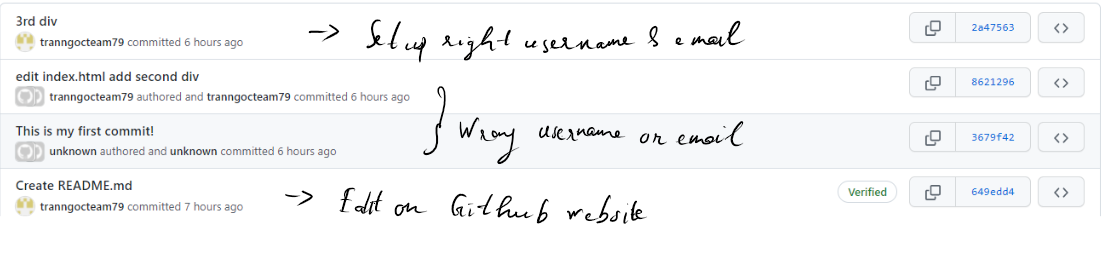 3rd div
tranngocteam79 committed 6 hours ago
-> Set up right username & email
2a47563
edit index.html add second div
tranngocteam79 authored and tranngocteam79 committed 6 hours ago
8621296
This is my first commit!
unknown authored and unknown committed 6 hours ago
} Wrong username or email
3679f42
Create README.md
tranngocteam79 committed 7 hours ago
-> Edit on Github website
Verified
649edd4